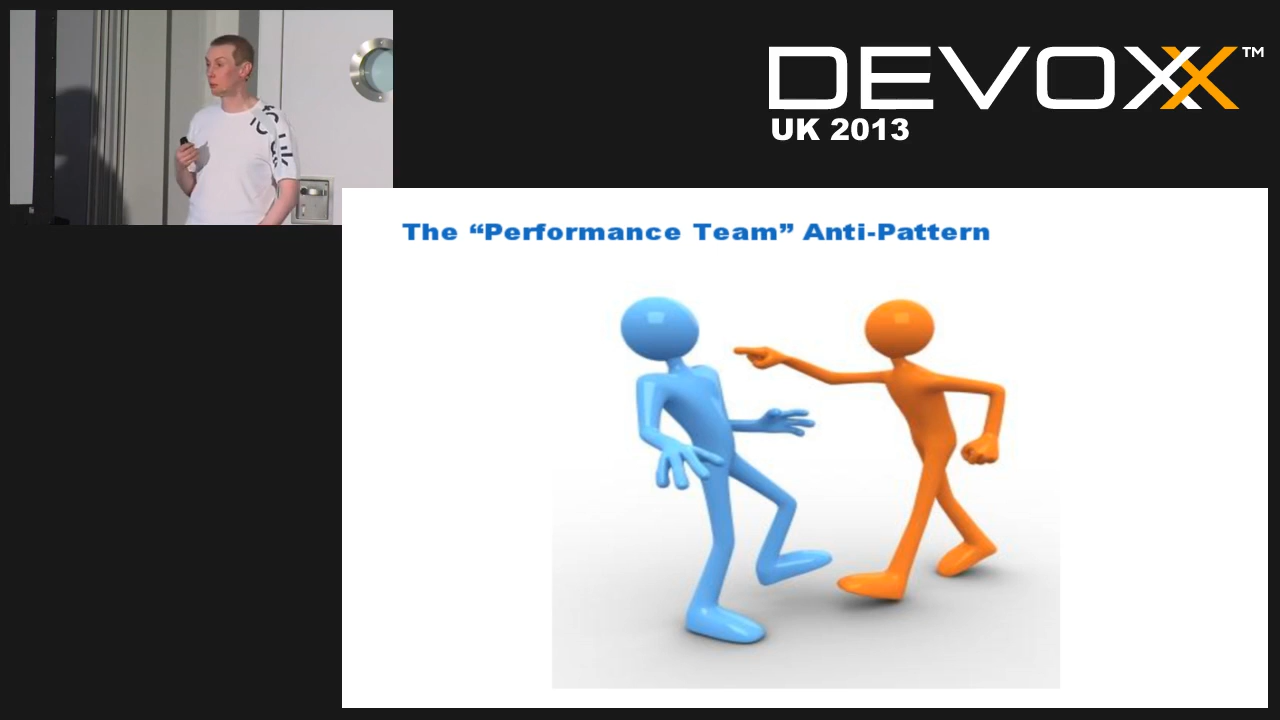 DEVOXX™
UK 2013
The “Performance Team” Anti-Pattern